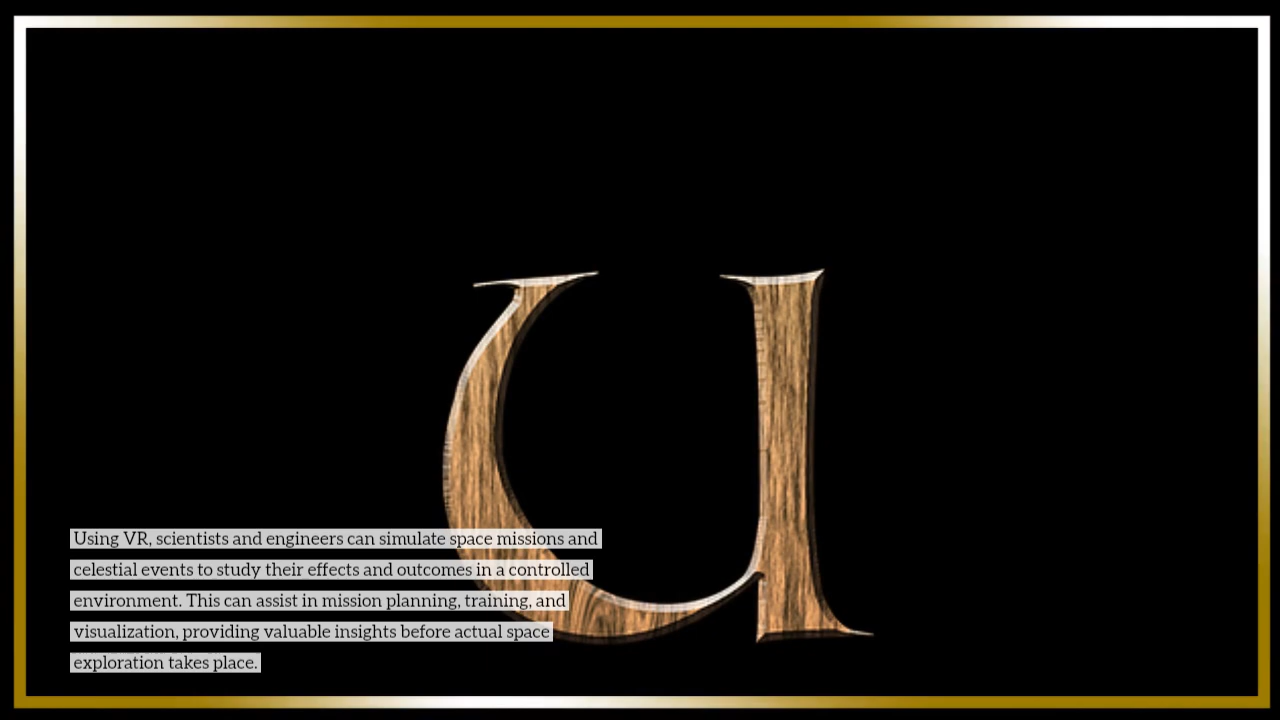 u
Using VR, scientists and engineers can simulate space missions and
celestial events to study their effects and outcomes in a controlled
environment. This can assist in mission planning, training, and
visualization, providing valuable insights before actual space
exploration takes place.